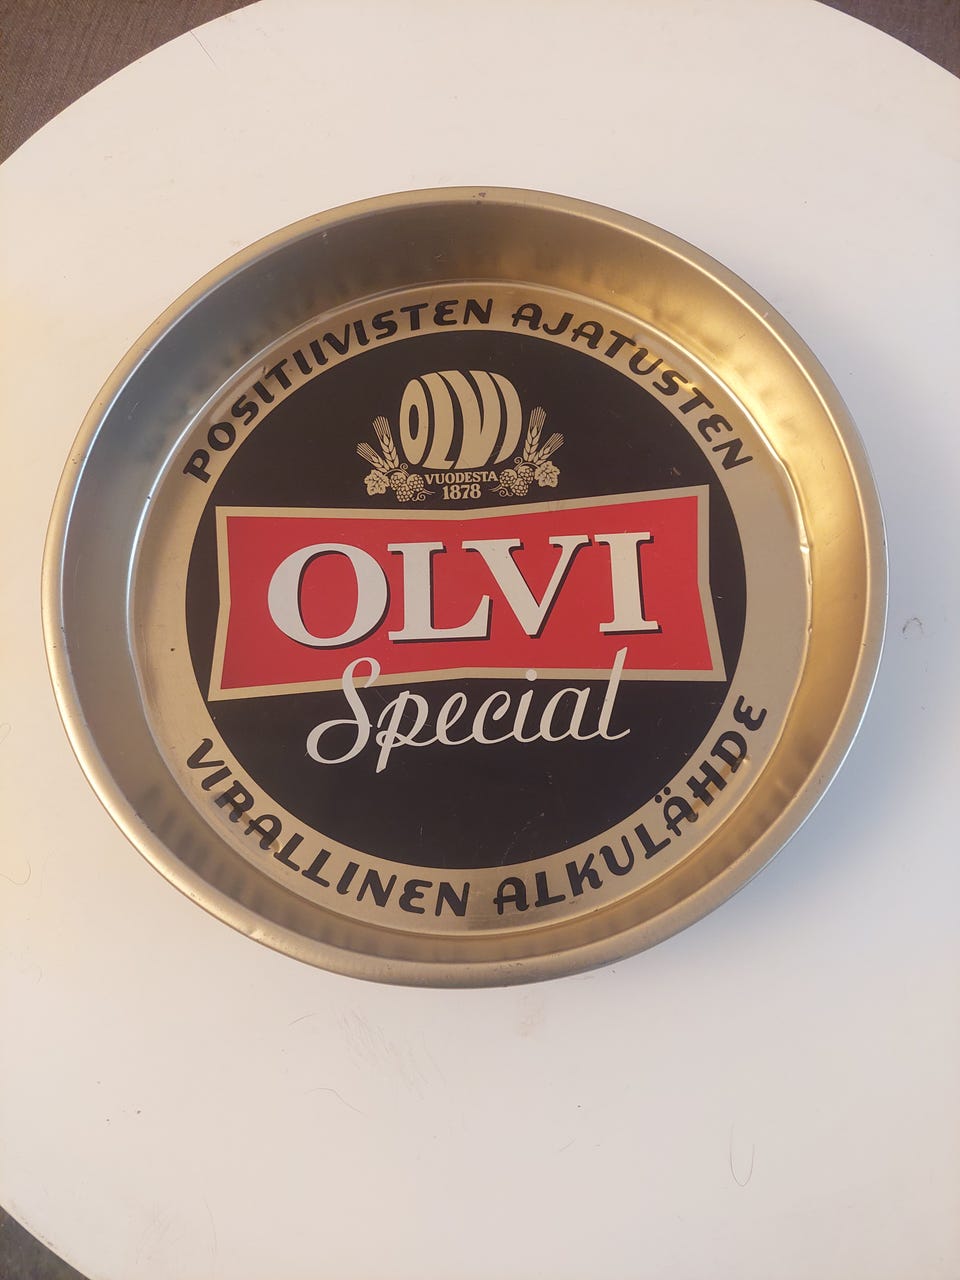 POSITIIVISTEN AJATUSTEN
OLVI
VUODESTA
1878
OLVI
Special
VIRALLINEN ALKULÄHDE